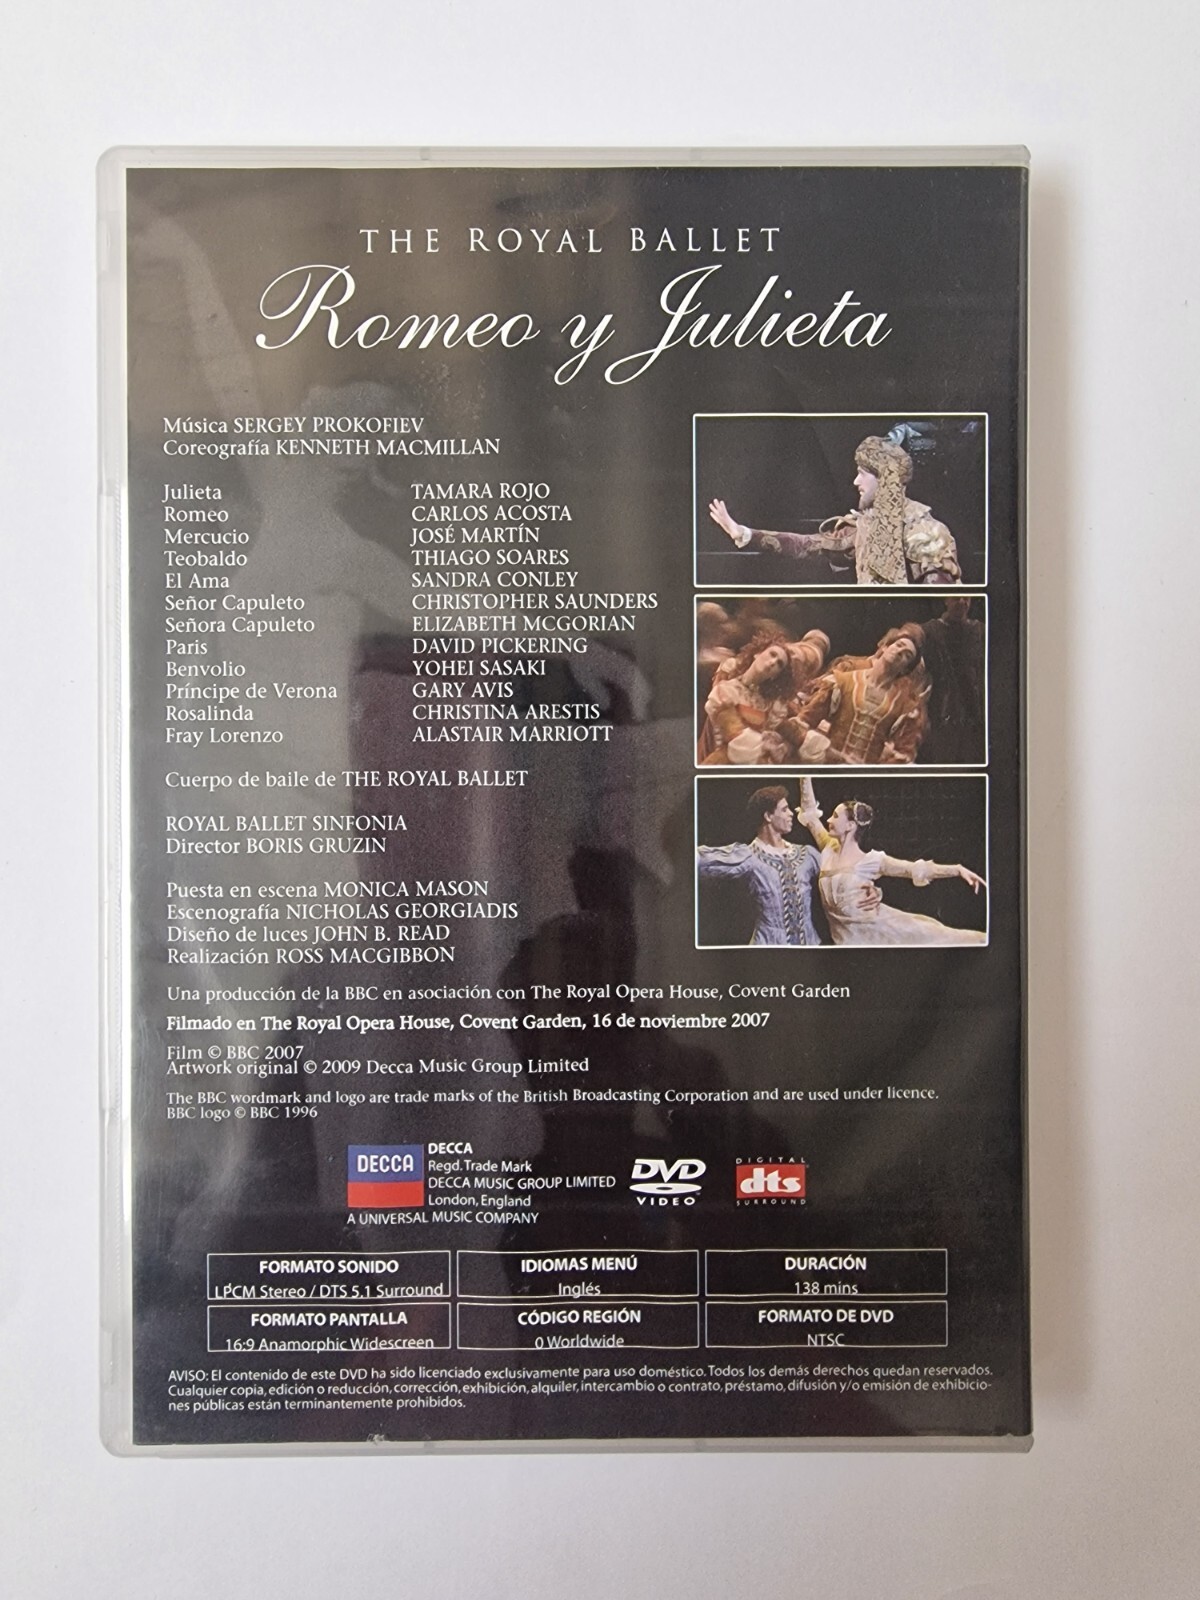 THE ROYAL BALLET
Romeo y Julieta
Música SERGEY PROKOFIEV
Coreografía KENNETH MACMILLAN
Julieta TAMARA ROJO
Romeo CARLOS ACOSTA
Mercucio JOSÉ MARTÍN
Teobaldo THIAGO SOARES
El Ama SANDRA CONLEY
Señor Capuleto CHRISTOPHER SAUNDERS
Señora Capuleto ELIZABETH MCGORIAN
Paris DAVID PICKERING
Benvolio YOHEI SASAKI
Príncipe de Verona GARY AVIS
Rosalinda CHRISTINA ARESTIS
Fray Lorenzo ALASTAIR MARRIOTT
Cuerpo de baile de THE ROYAL BALLET
ROYAL BALLET SINFONIA
Director BORIS GRUZIN
Puesta en escena MONICA MASON
Escenografía NICHOLAS GEORGIADIS
Diseño de luces JOHN B. READ
Realización ROSS MACGIBBON
Una producción de la BBC en asociación con The Royal Opera House, Covent Garden
Filmado en The Royal Opera House, Covent Garden, 16 de noviembre 2007
Film © BBC 2007
Artwork original © 2009 Decca Music Group Limited
The BBC wordmark and logo are trade marks of the British Broadcasting Corporation and are used under licence.
BBC logo © BBC 1996
DECCA
DECCA
Regd. Trade Mark
DECCA MUSIC GROUP LIMITED
London, England
A UNIVERSAL MUSIC COMPANY
DVD
VIDEO
DIGITAL
dts
SURROUND
FORMATO SONIDO
LPCM Stereo / DTS 5.1 Surround
IDIOMAS MENÚ
Inglés
DURACIÓN
138 mins
FORMATO PANTALLA
16:9 Anamorphic Widescreen
CÓDIGO REGIÓN
0 Worldwide
FORMATO DE DVD
NTSC
AVISO: El contenido de este DVD ha sido licenciado exclusivamente para uso doméstico. Todos los demás derechos quedan reservados.
Cualquier copia, edición o reducción, corrección, exhibición, alquiler, intercambio o contrato, préstamo, difusión y/o emisión de exhibicio-
nes públicas están terminantemente prohibidos.